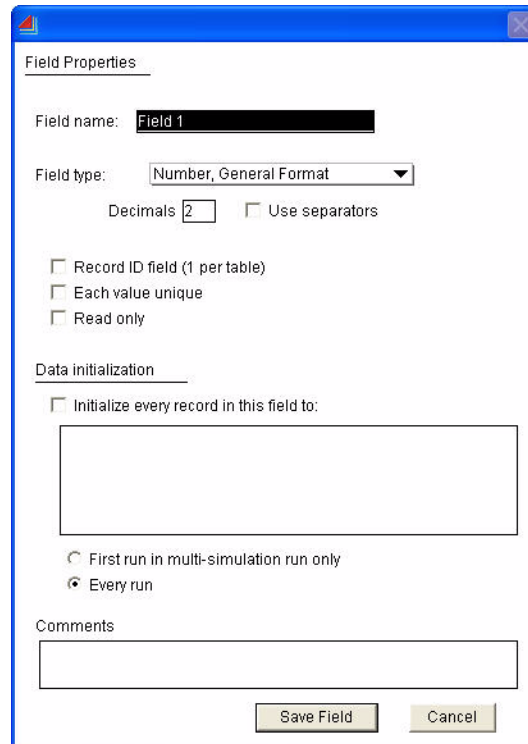 Field Properties
Field name: Field 1
Field type: Number, General Format
Decimals 2 Use separators
Record ID field (1 per table)
Each value unique
Read only
Data initialization
Initialize every record in this field to:
First run in multi-simulation run only
Every run
Comments
Save Field Cancel